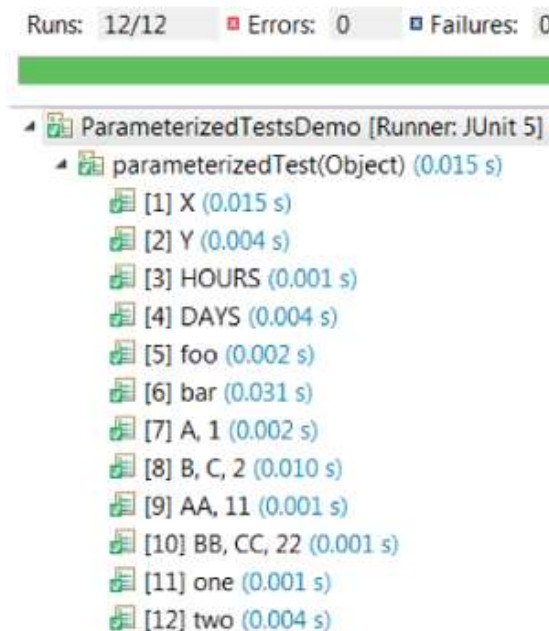 Runs: 12/12 Errors: 0 Failures: 0
ParameterizedTestsDemo [Runner: JUnit 5]
parameterizedTest(Object) (0.015 s)
[1] X (0.015 s)
[2] Y (0.004 s)
[3] HOURS (0.001 s)
[4] DAYS (0.004 s)
[5] foo (0.002 s)
[6] bar (0.031 s)
[7] A, 1 (0.002 s)
[8] B, C, 2 (0.010 s)
[9] AA, 11 (0.001 s)
[10] BB, CC, 22 (0.001 s)
[11] one (0.001 s)
[12] two (0.004 s)